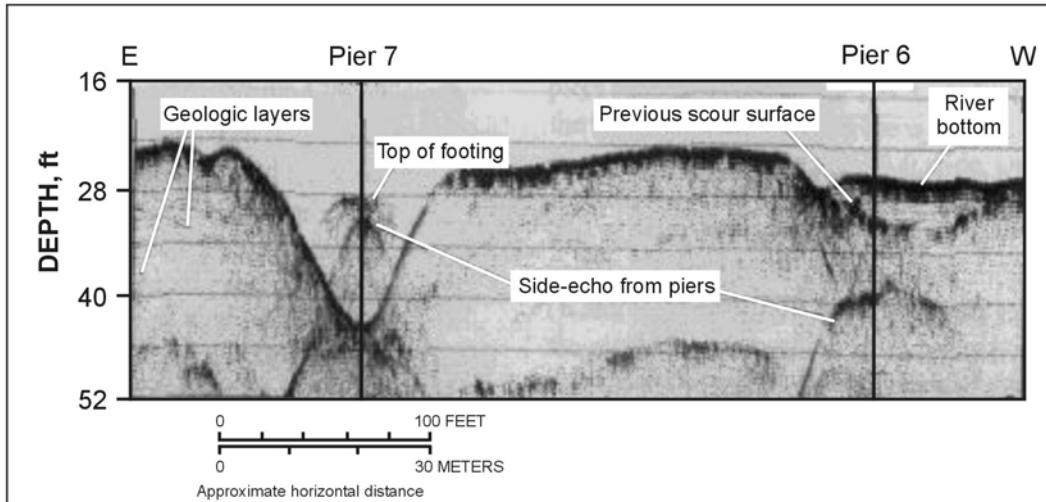 E
Pier 7
Pier 6
W
16
28
40
52
DEPTH, ft
Geologic layers
Top of footing
Previous scour surface
River
bottom
Side-echo from piers
0
100 FEET
0
30 METERS
Approximate horizontal distance